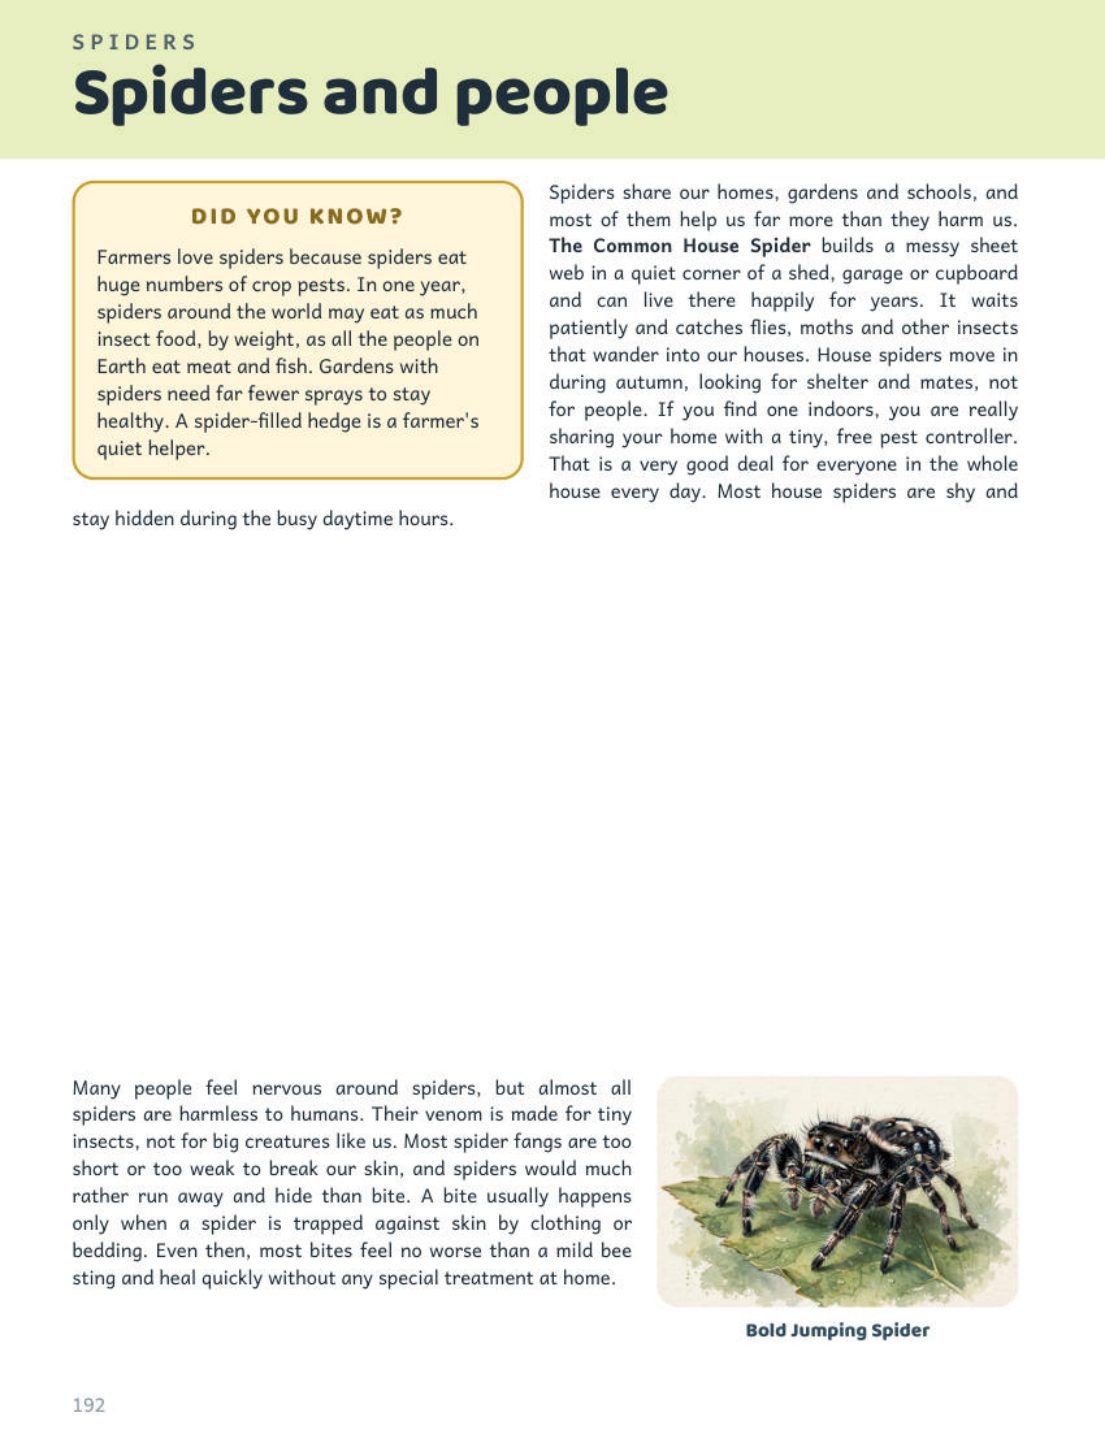 SPIDERS
Spiders and people
DID YOU KNOW?
Farmers love spiders because spiders eat
huge numbers of crop pests. In one year,
spiders around the world may eat as much
insect food, by weight, as all the people on
Earth eat meat and fish. Gardens with
spiders need far fewer sprays to stay
healthy. A spider-filled hedge is a farmer's
quiet helper.
Spiders share our homes, gardens and schools, and
most of them help us far more than they harm us.
The Common House Spider builds a messy sheet
web in a quiet corner of a shed, garage or cupboard
and can live there happily for years. It waits
patiently and catches flies, moths and other insects
that wander into our houses. House spiders move in
during autumn, looking for shelter and mates, not
for people. If you find one indoors, you are really
sharing your home with a tiny, free pest controller.
That is a very good deal for everyone in the whole
house every day. Most house spiders are shy and
stay hidden during the busy daytime hours.
Many people feel nervous around spiders, but almost all
spiders are harmless to humans. Their venom is made for tiny
insects, not for big creatures like us. Most spider fangs are too
short or too weak to break our skin, and spiders would much
rather run away and hide than bite. A bite usually happens
only when a spider is trapped against skin by clothing or
bedding. Even then, most bites feel no worse than a mild bee
sting and heal quickly without any special treatment at home.
Bold Jumping Spider
192